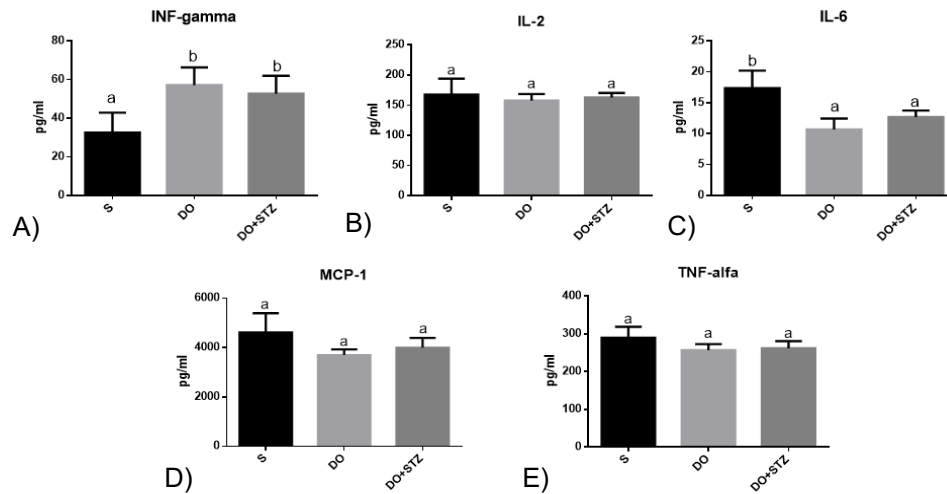 INF-gamma
80
60
40
20
0
pg/ml
a
b
b
S
DO
DO+STZ
A)
IL-2
250
200
150
100
50
0
pg/ml
a
a
a
S
DO
DO+STZ
B)
IL-6
25
20
15
10
5
0
pg/ml
b
a
a
S
DO
DO+STZ
C)
MCP-1
6000
4000
2000
0
pg/ml
a
a
a
S
DO
DO+STZ
D)
TNF-alfa
400
300
200
100
0
pg/ml
a
a
a
S
DO
DO+STZ
E)